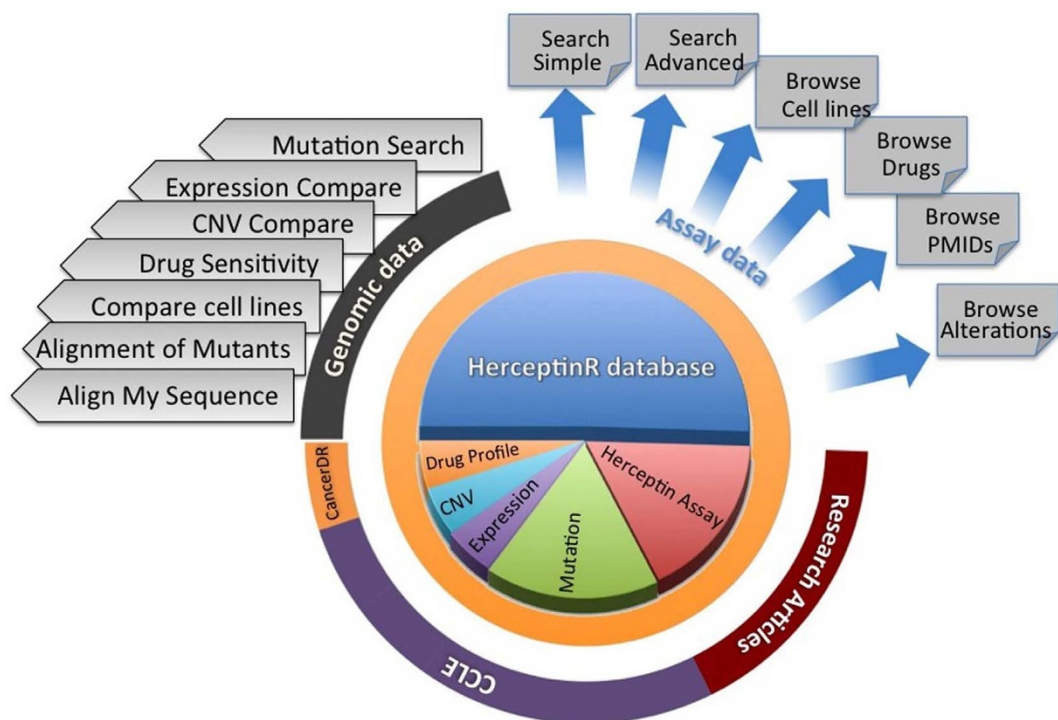 Search
Simple
Search
Advanced
Browse
Cell lines
Browse
Drugs
Browse
PMIDs
Browse
Alterations
Assay data
Mutation Search
Expression Compare
CNV Compare
Drug Sensitivity
Compare cell lines
Alignment of Mutants
Align My Sequence
Genomic data
HerceptinR database
Drug Profile
CNV
Expression
Mutation
Herceptin Assay
CancerDR
CCLE
Research Articles